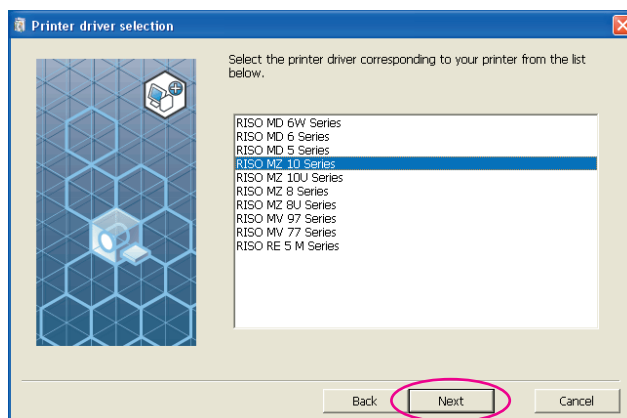 Printer driver selection
Select the printer driver corresponding to your printer from the list
below.
RISO MD 6W Series
RISO MD 6 Series
RISO MD 5 Series
RISO MZ 10 Series
RISO MZ 10U Series
RISO MZ 8 Series
RISO MZ 8U Series
RISO MV 97 Series
RISO MV 77 Series
RISO RE 5 M Series
Back Next Cancel